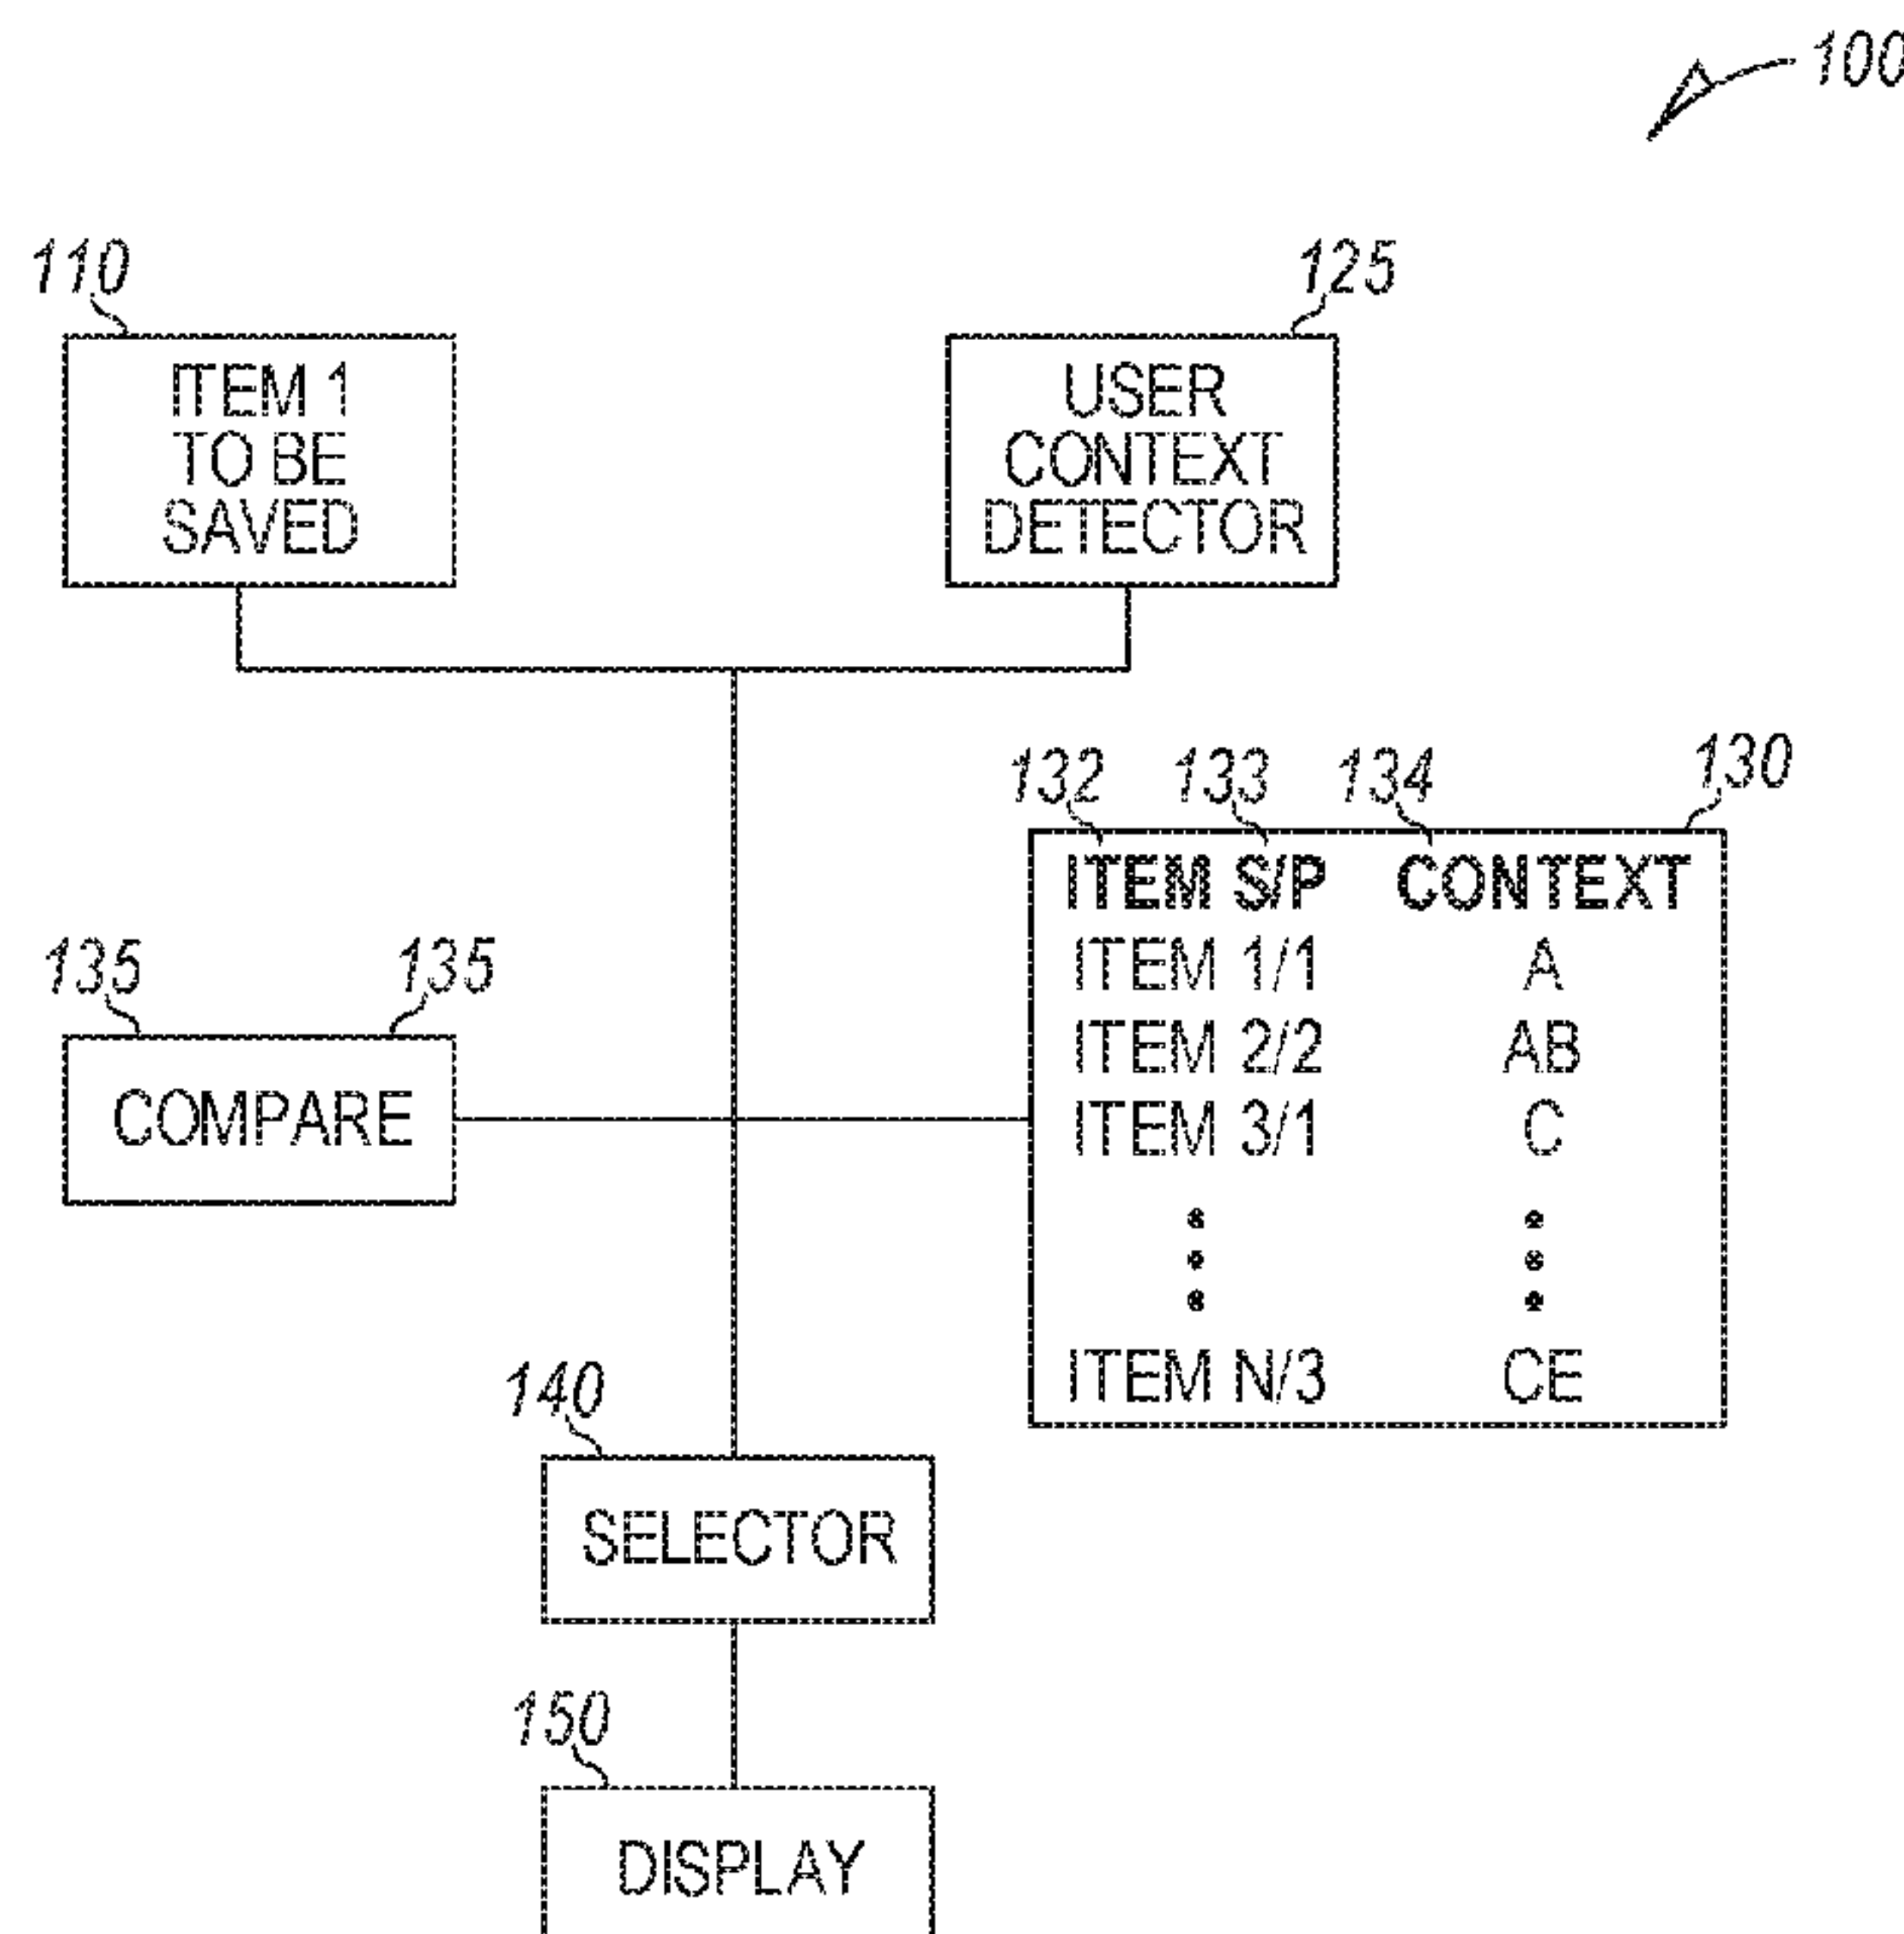 100
110
125
ITEM 1
TO BE
SAVED
USER
CONTEXT
DETECTOR
132 133 134 130
ITEM S/P CONTEXT
ITEM 1/1 A
ITEM 2/2 AB
ITEM 3/1 C
ITEM N/3 CE
135 135
COMPARE
140
SELECTOR
150
DISPLAY